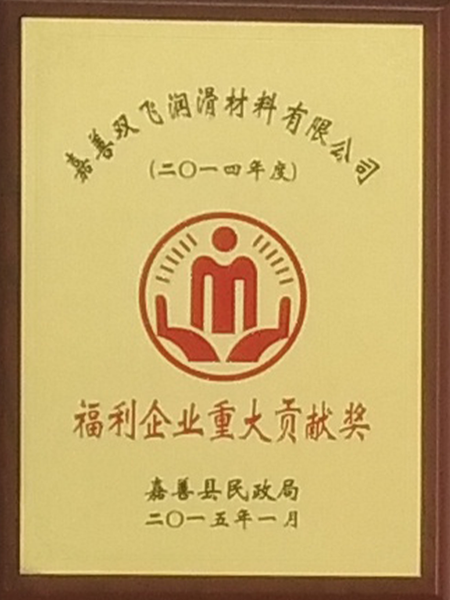 嘉善双飞润滑材料有限公司
(二〇一四年度)
福利企业重大贡献奖
嘉善县民政局
二〇一五年一月